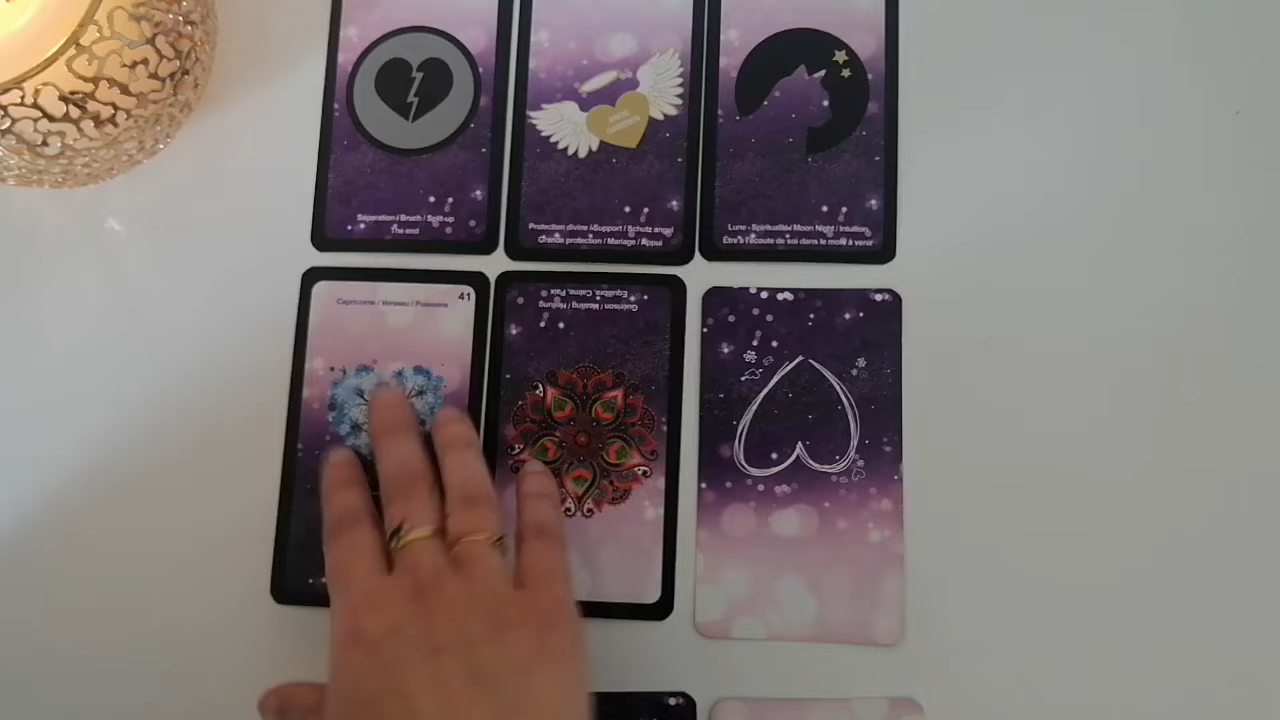 Séparation / Bruch / Split-up
The end
Protection divine / Support / Schutz angel
Grande protection / Mariage / Appui
Lune - Spiritualité / Moon Night / Intuition
Être à l'écoute de soi dans le mois à venir
41
Capricorne / Verseau / Poissons
Guérison / Healing / Heilung
Equilibre, Calme, Paix